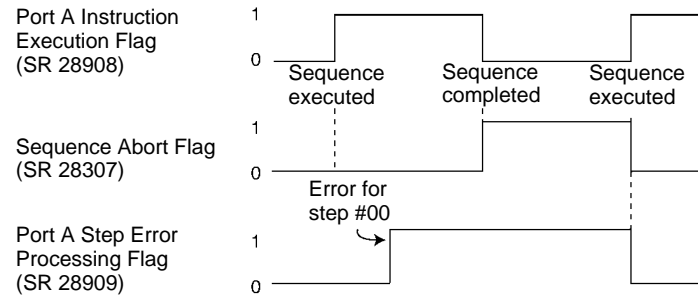 Port A Instruction
Execution Flag
(SR 28908)
1
0
Sequence
executed
Sequence
completed
Sequence
executed
Sequence Abort Flag
(SR 28307)
1
0
Error for
step #00
Port A Step Error
Processing Flag
(SR 28909)
1
0